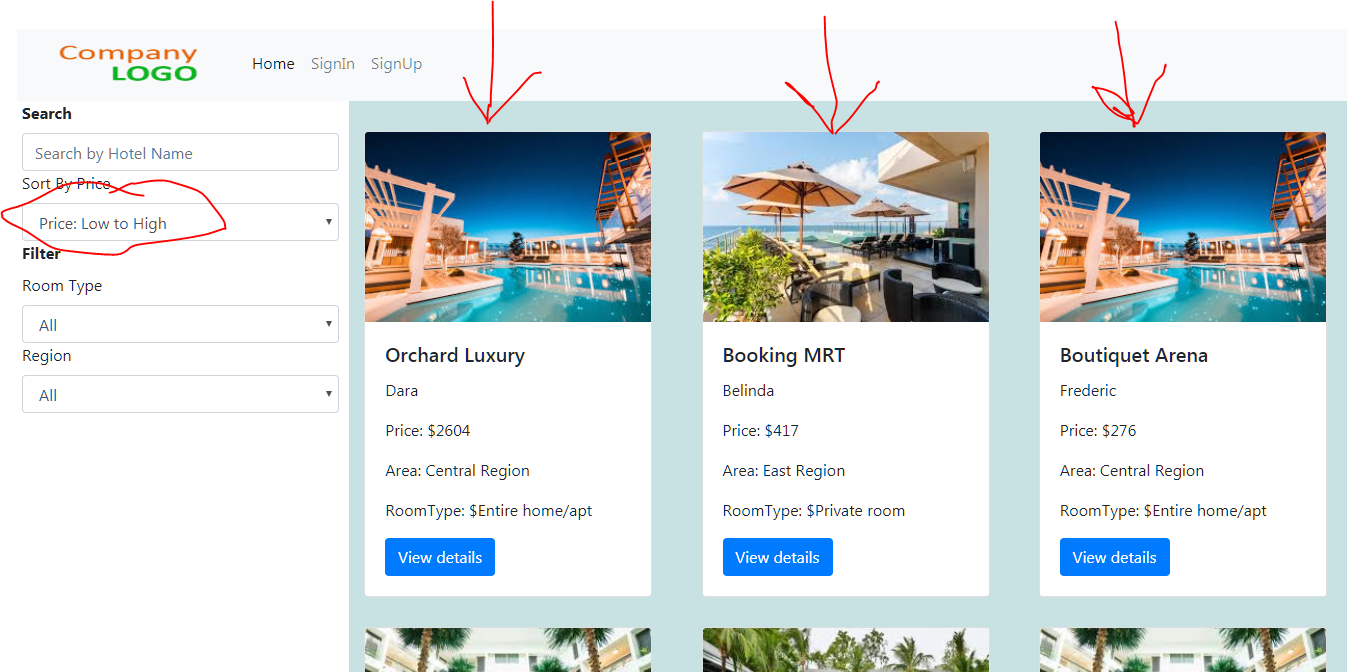 Company
LOGO
Home SignIn SignUp
Search
Search by Hotel Name
Sort By Price
Price: Low to High
Filter
Room Type
All
Region
All
Orchard Luxury
Dara
Price: $2604
Area: Central Region
RoomType: $Entire home/apt
View details
Booking MRT
Belinda
Price: $417
Area: East Region
RoomType: $Private room
View details
Boutiquet Arena
Frederic
Price: $276
Area: Central Region
RoomType: $Entire home/apt
View details